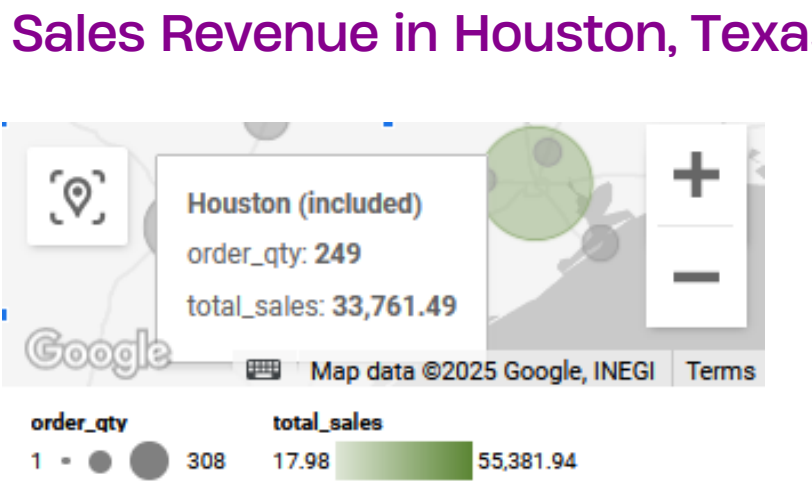 Sales Revenue in Houston, Texa
Houston (included)
order_qty: 249
total_sales: 33,761.49
Google
Map data ©2025 Google, INEGI
Terms
order_qty
total_sales
1
308
17.98
55,381.94